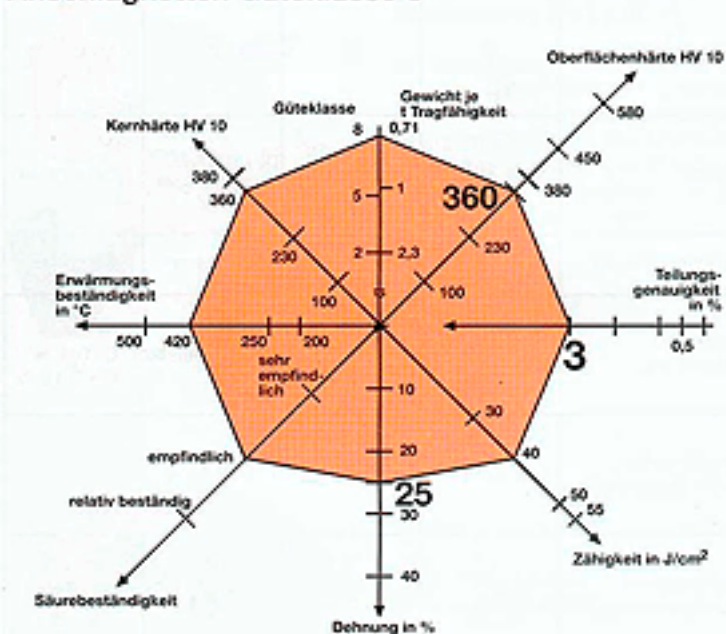 Oberflächenhärte HV 10
Güteklasse
Gewicht je
t Tragfähigkeit
Kernhärte HV 10
8 0,71
580
450
380
380
360
360
5
1
230
230
2
2,3
100
100
Erwärmungs-
beständigkeit
in °C
Teilungs-
genauigkeit
in %
500
420
250
200
3
0,5
sehr
empfind-
lich
10
30
empfindlich
20
40
25
relativ beständig
30
50
55
40
Zähigkeit in J/cm²
Säurebeständigkeit
Dehnung in %